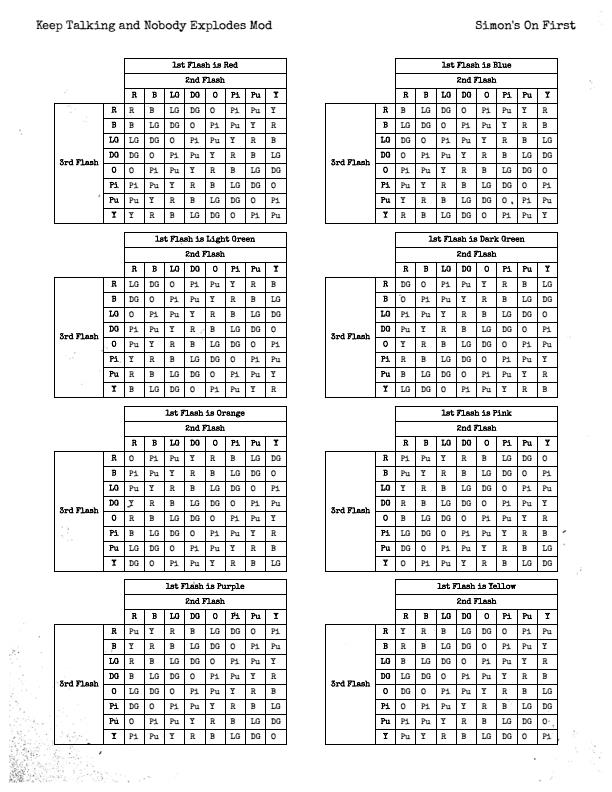 Keep Talking and Nobody Explodes Mod
Simon's On First
1st Flash is Red
2nd Flash
R B LG DG O Pi Pu Y
R R B LG DG O Pi Pu Y
B B LG DG O Pi Pu Y R
LG LG DG O Pi Pu Y R B
3rd Flash DG DG O Pi Pu Y R B LG
O O Pi Pu Y R B LG DG
Pi Pi Pu Y R B LG DG O
Pu Pu Y R B LG DG O Pi
Y Y R B LG DG O Pi Pu
1st Flash is Blue
2nd Flash
R B LG DG O Pi Pu Y
R B LG DG O Pi Pu Y R
B LG DG O Pi Pu Y R B
LG DG O Pi Pu Y R B LG
3rd Flash DG O Pi Pu Y R B LG DG
O Pi Pu Y R B LG DG O
Pi Pu Y R B LG DG O Pi
Pu Y R B LG DG O Pi Pu
Y R B LG DG O Pi Pu Y
1st Flash is Light Green
2nd Flash
R B LG DG O Pi Pu Y
R LG DG O Pi Pu Y R B
B DG O Pi Pu Y R B LG
LG O Pi Pu Y R B LG DG
3rd Flash DG Pi Pu Y R B LG DG O
O Pu Y R B LG DG O Pi
Pi Y R B LG DG O Pi Pu
Pu R B LG DG O Pi Pu Y
Y B LG DG O Pi Pu Y R
1st Flash is Dark Green
2nd Flash
R B LG DG O Pi Pu Y
R DG O Pi Pu Y R B LG
B O Pi Pu Y R B LG DG
LG Pi Pu Y R B LG DG O
3rd Flash DG Pu Y R B LG DG O Pi
O Y R B LG DG O Pi Pu
Pi R B LG DG O Pi Pu Y
Pu B LG DG O Pi Pu Y R
Y LG DG O Pi Pu Y R B
1st Flash is Orange
2nd Flash
R B LG DG O Pi Pu Y
R O Pi Pu Y R B LG DG
B Pi Pu Y R B LG DG O
LG Pu Y R B LG DG O Pi
3rd Flash DG Y R B LG DG O Pi Pu
O R B LG DG O Pi Pu Y
Pi B LG DG O Pi Pu Y R
Pu LG DG O Pi Pu Y R B
Y DG O Pi Pu Y R B LG
1st Flash is Pink
2nd Flash
R B LG DG O Pi Pu Y
R Pi Pu Y R B LG DG O
B Pu Y R B LG DG O Pi
LG Y R B LG DG O Pi Pu
3rd Flash DG R B LG DG O Pi Pu Y
O B LG DG O Pi Pu Y R
Pi LG DG O Pi Pu Y R B
Pu DG O Pi Pu Y R B LG
Y O Pi Pu Y R B LG DG
1st Flash is Purple
2nd Flash
R B LG DG O Pi Pu Y
R Pu Y R B LG DG O Pi
B Y R B LG DG O Pi Pu
LG R B LG DG O Pi Pu Y
3rd Flash DG B LG DG O Pi Pu Y R
O LG DG O Pi Pu Y R B
Pi DG O Pi Pu Y R B LG
Pu O Pi Pu Y R B LG DG
Y Pi Pu Y R B LG DG O
1st Flash is Yellow
2nd Flash
R B LG DG O Pi Pu Y
R Y R B LG DG O Pi Pu
B R B LG DG O Pi Pu Y
LG B LG DG O Pi Pu Y R
3rd Flash DG LG DG O Pi Pu Y R B
O DG O Pi Pu Y R B LG
Pi O Pi Pu Y R B LG DG
Pu Pi Pu Y R B LG DG O
Y Pu Y R B LG DG O Pi